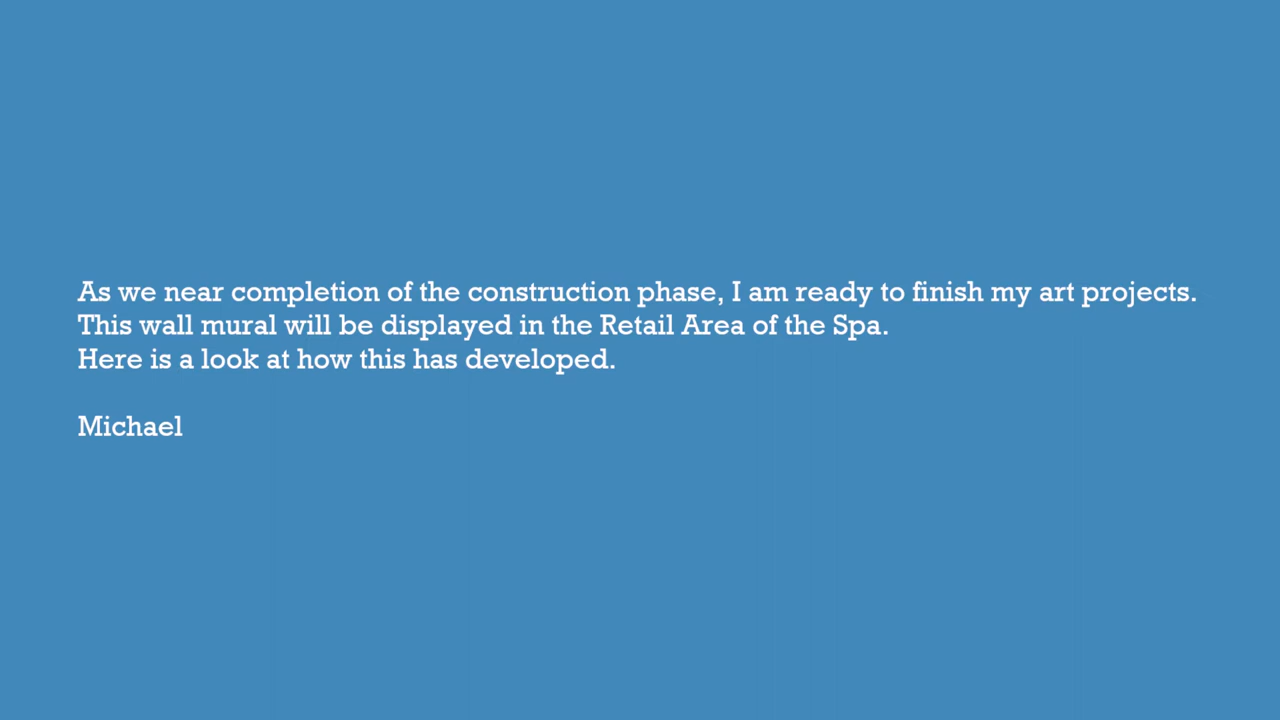 As we near completion of the construction phase, I am ready to finish my art projects.
This wall mural will be displayed in the Retail Area of the Spa.
Here is a look at how this has developed.
Michael